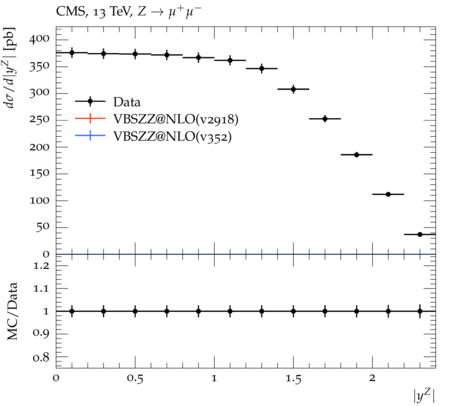 CMS, 13 TeV, Z → μ⁺μ⁻
dσ/d|y^Z| [pb]
400
350
300
250
200
150
100
50
0
Data
VBSZZ@NLO(v2918)
VBSZZ@NLO(v352)
MC/Data
1.2
1.1
1
0.9
0.8
0 0.5 1 1.5 2
|y^Z|